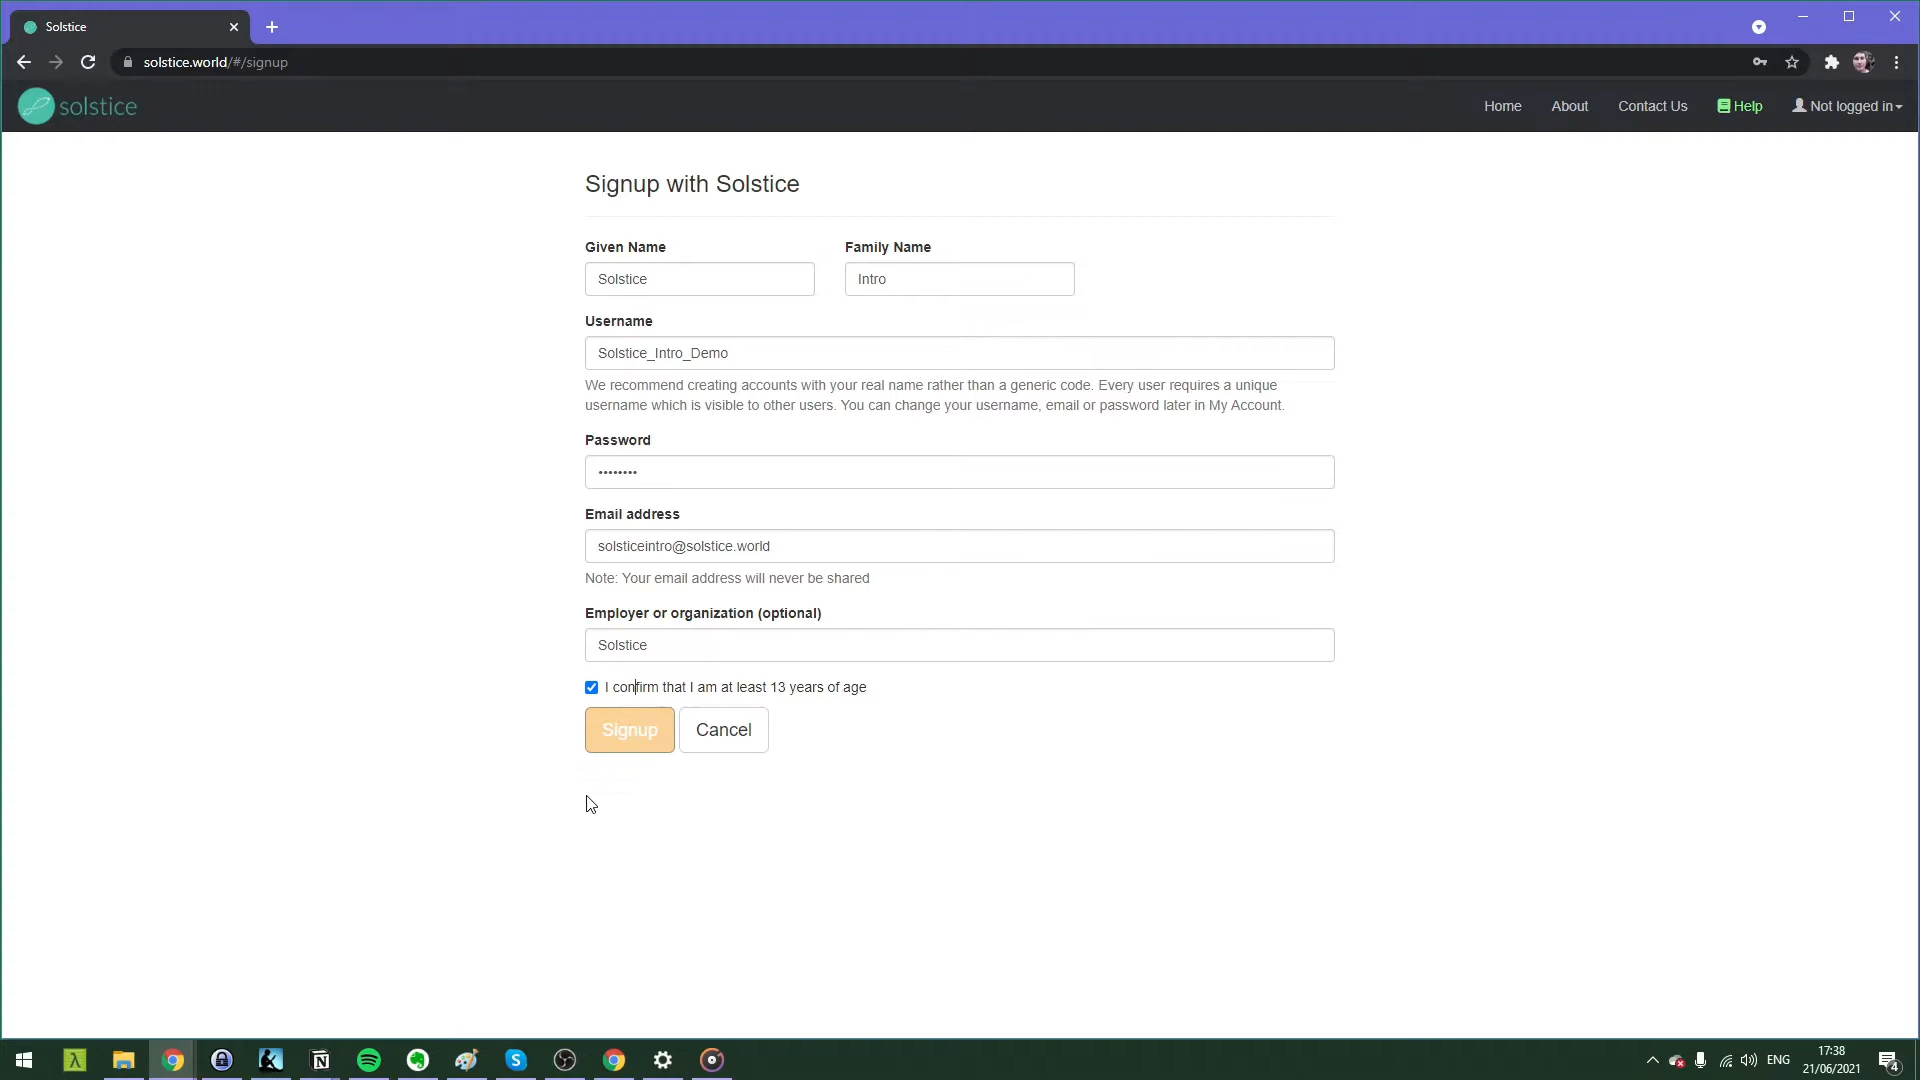 Solstice
solstice.world/#/signup
solstice
Home
About
Contact Us
Help
Not logged in
Signup with Solstice
Given Name
Family Name
Solstice
Intro
Username
Solstice_Intro_Demo
We recommend creating accounts with your real name rather than a generic code. Every user requires a unique
username which is visible to other users. You can change your username, email or password later in My Account.
Password
••••••••
Email address
solsticeintro@solstice.world
Note: Your email address will never be shared
Employer or organization (optional)
Solstice
I confirm that I am at least 13 years of age
Signup
Cancel
ENG
17:38
21/06/2021
4